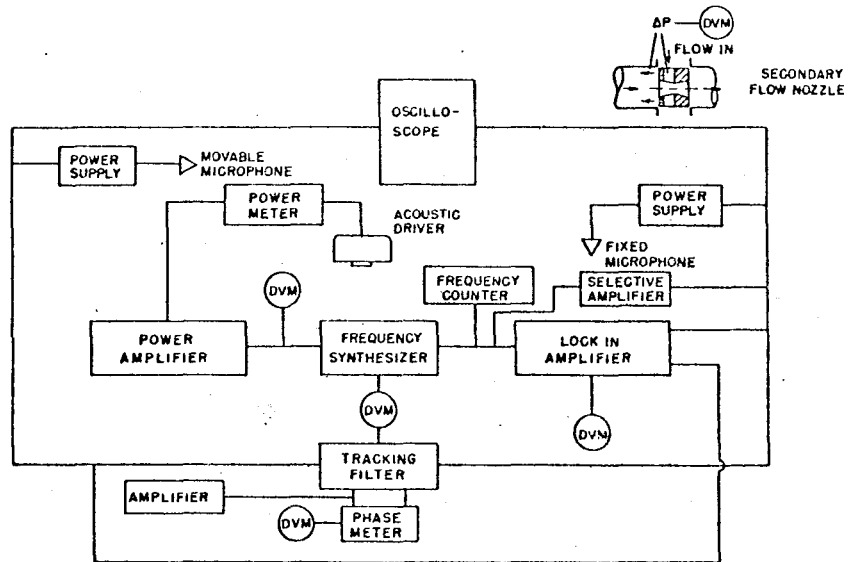 ΔP
DVM
FLOW IN
SECONDARY
FLOW NOZZLE
OSCILLO-
SCOPE
POWER
SUPPLY
MOVABLE
MICROPHONE
POWER
METER
ACOUSTIC
DRIVER
POWER
SUPPLY
FIXED
MICROPHONE
DVM
FREQUENCY
COUNTER
SELECTIVE
AMPLIFIER
POWER
AMPLIFIER
FREQUENCY
SYNTHESIZER
LOCK IN
AMPLIFIER
DVM
DVM
TRACKING
FILTER
AMPLIFIER
DVM
PHASE
METER